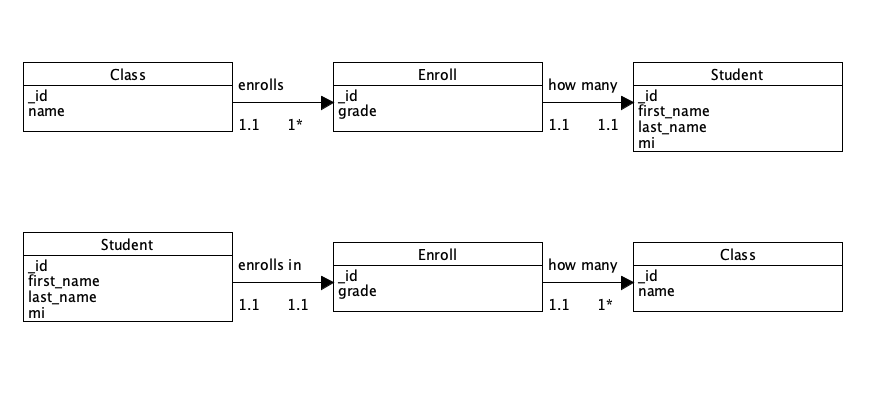 Class
_id
name
enrolls
1.1 1*
Enroll
_id
grade
how many
1.1 1.1
Student
_id
first_name
last_name
mi
Student
_id
first_name
last_name
mi
enrolls in
1.1 1.1
Enroll
_id
grade
how many
1.1 1*
Class
_id
name